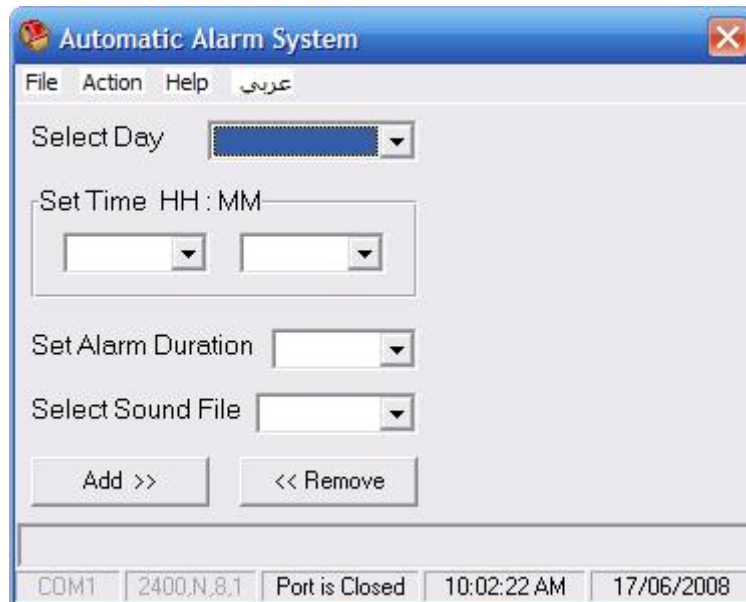 Automatic Alarm System
File Action Help عربي
Select Day
Set Time HH : MM
Set Alarm Duration
Select Sound File
Add >> << Remove
COM1 2400,N,8,1 Port is Closed 10:02:22 AM 17/06/2008